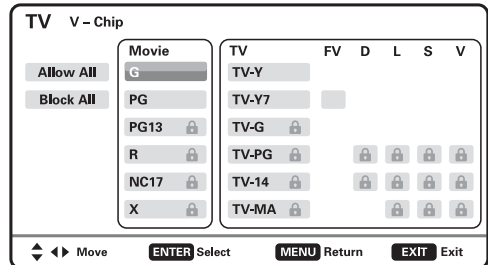 TV V – Chip
Movie TV FV D L S V
Allow All G TV-Y
Block All PG TV-Y7
PG13 TV-G
R TV-PG
NC17 TV-14
X TV-MA
Move ENTER Select MENU Return EXIT Exit